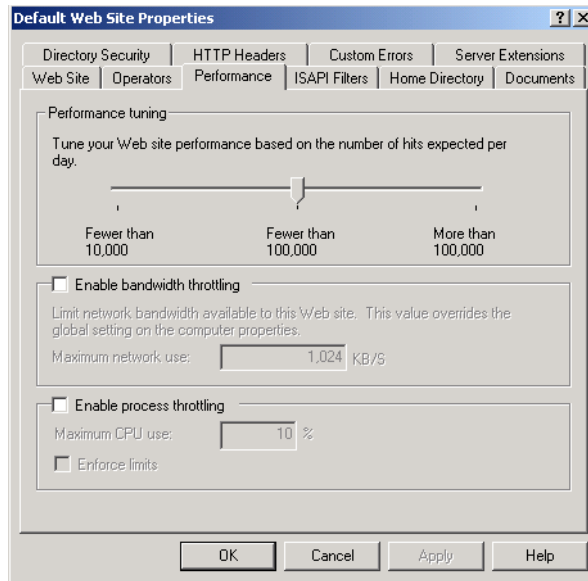 Default Web Site Properties
Directory Security HTTP Headers Custom Errors Server Extensions
Web Site Operators Performance ISAPI Filters Home Directory Documents
Performance tuning
Tune your Web site performance based on the number of hits expected per
day.
Fewer than Fewer than More than
10,000 100,000 100,000
Enable bandwidth throttling
Limit network bandwidth available to this Web site. This value overrides the
global setting on the computer properties.
Maximum network use: 1,024 KB/S
Enable process throttling
Maximum CPU use: 10 %
Enforce limits
OK Cancel Apply Help